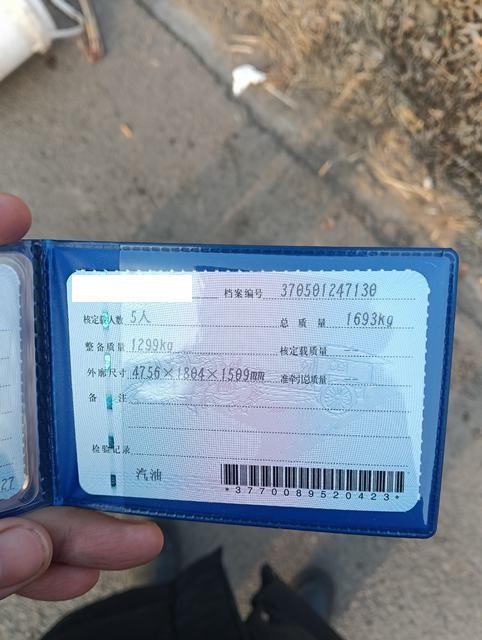 档案编号 370501247130
核定载人数 5人 总质量 1693kg
整备质量 1299kg 核定载质量
外廓尺寸 4756×1804×1509mm 准牵引总质量 --
备注
检验记录
汽油
*3770089520423*
27